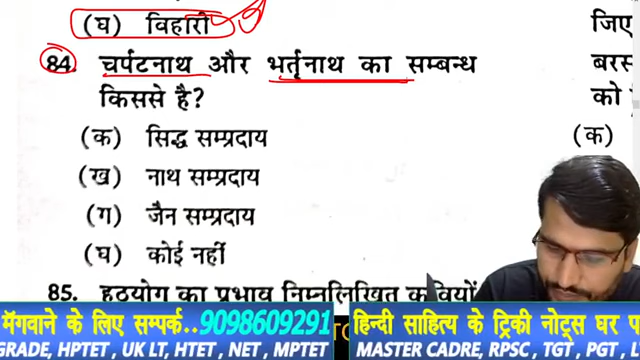 (घ) विहारी
84. चर्पटनाथ और भर्तृनाथ का सम्बन्ध
किससे है?
(क) सिद्ध सम्प्रदाय
(ख) नाथ सम्प्रदाय
(ग) जैन सम्प्रदाय
(घ) कोई नहीं
85. हठयोग का प्रभाव निम्नलिखित कवियों
जिए
बरस
को
(क)
मॅगवाने के लिए सम्पर्क..9098609291
GRADE, HPTET, UK LT, HTET, NET, MPTET
हिन्दी साहित्य के ट्रिकी नोट्स घर
MASTER CADRE, RPSC, TGT, PGT,